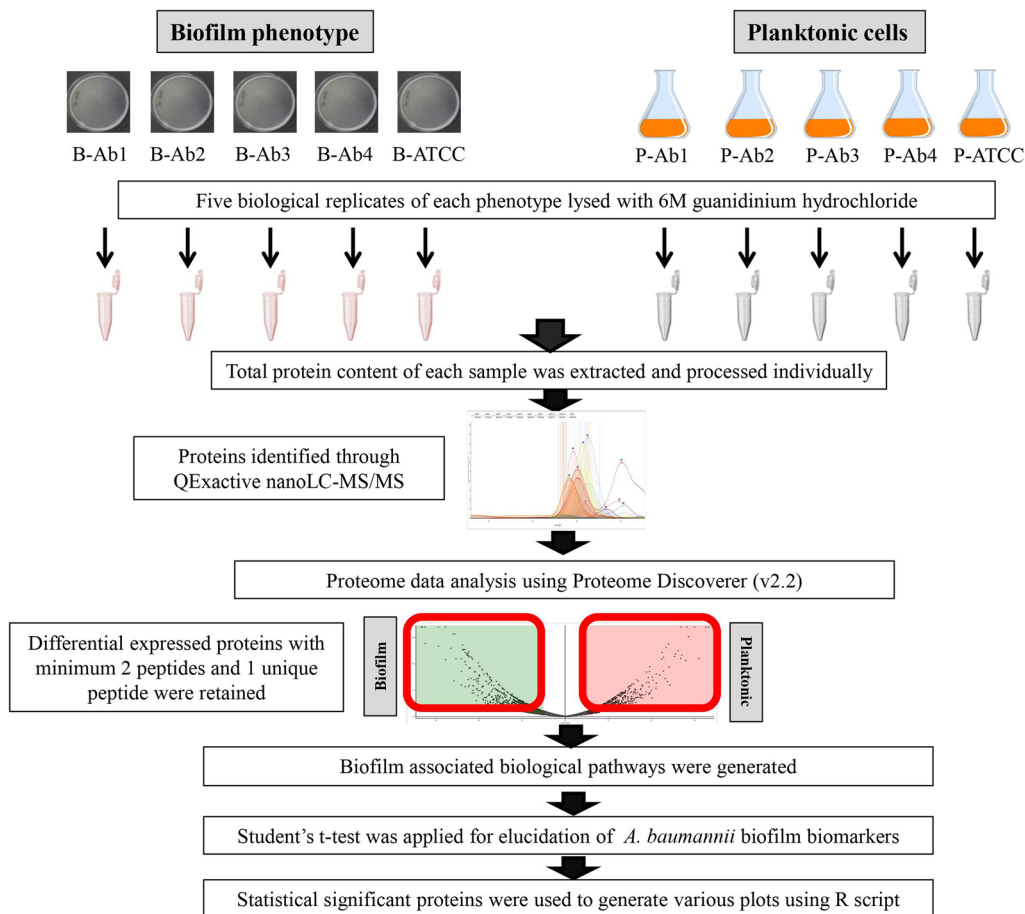 Biofilm phenotype
Planktonic cells
B-Ab1 B-Ab2 B-Ab3 B-Ab4 B-ATCC
P-Ab1 P-Ab2 P-Ab3 P-Ab4 P-ATCC
Five biological replicates of each phenotype lysed with 6M guanidinium hydrochloride
Total protein content of each sample was extracted and processed individually
Proteins identified through
QExactive nanoLC-MS/MS
Proteome data analysis using Proteome Discoverer (v2.2)
Differential expressed proteins with
minimum 2 peptides and 1 unique
peptide were retained
Biofilm
Planktonic
Biofilm associated biological pathways were generated
Student’s t-test was applied for elucidation of A. baumannii biofilm biomarkers
Statistical significant proteins were used to generate various plots using R script